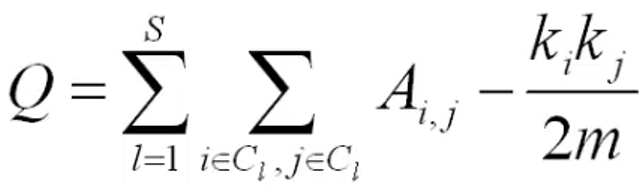 Q = \sum_{l=1}^{S} \sum_{i \in C_l, j \in C_l} A_{i,j} - \frac{k_i k_j}{2m}